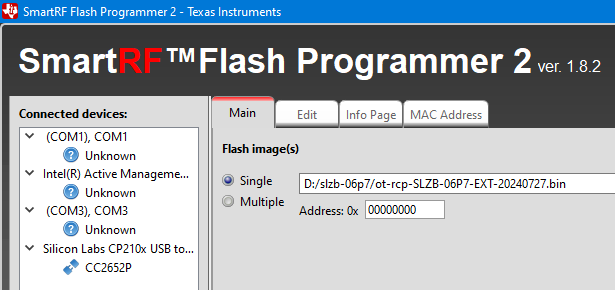 SmartRF Flash Programmer 2 - Texas Instruments
SmartRF™Flash Programmer 2 ver. 1.8.2
Connected devices:
(COM1), COM1
Unknown
Intel(R) Active Manageme...
Unknown
(COM3), COM3
Unknown
Silicon Labs CP210x USB to...
CC2652P
Main Edit Info Page MAC Address
Flash image(s)
Single D:/slzb-06p7/ot-rcp-SLZB-06P7-EXT-20240727.bin
Multiple Address: 0x 00000000